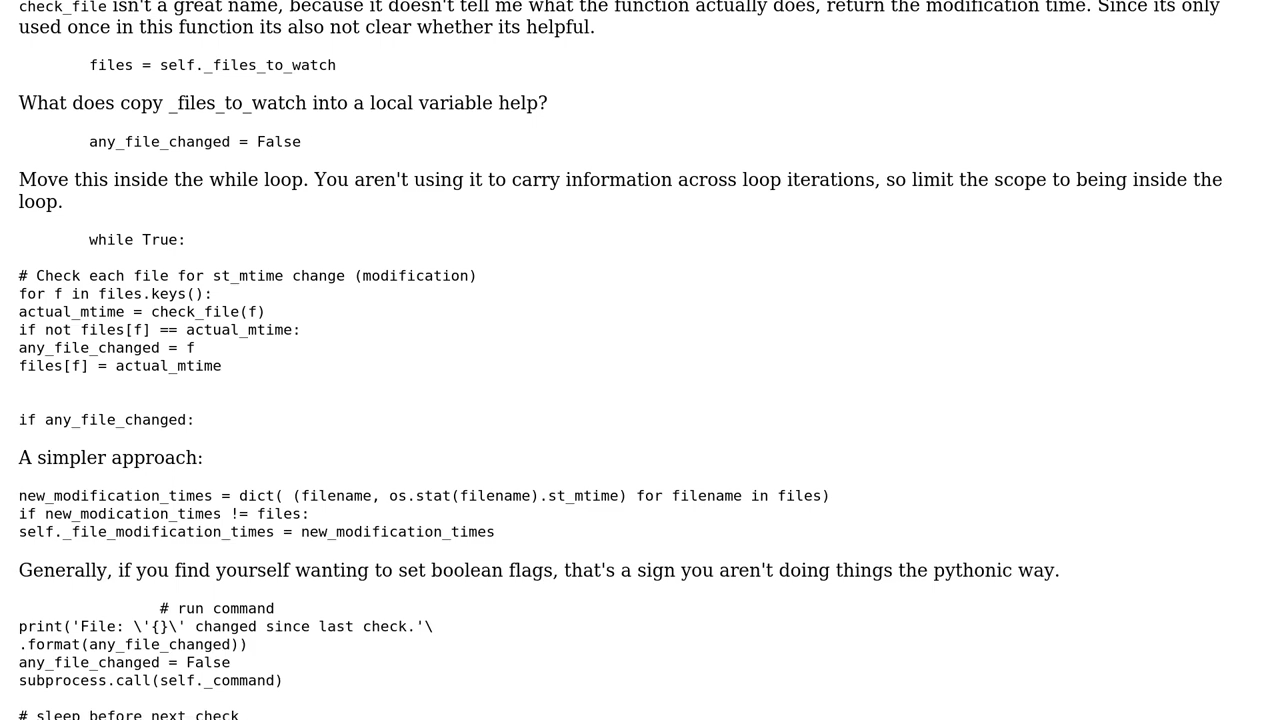 check_file isn't a great name, because it doesn't tell me what the function actually does, return the modification time. Since its only
used once in this function its also not clear whether its helpful.
files = self._files_to_watch
What does copy _files_to_watch into a local variable help?
any_file_changed = False
Move this inside the while loop. You aren't using it to carry information across loop iterations, so limit the scope to being inside the
loop.
while True:
# Check each file for st_mtime change (modification)
for f in files.keys():
actual_mtime = check_file(f)
if not files[f] == actual_mtime:
any_file_changed = f
files[f] = actual_mtime
if any_file_changed:
A simpler approach:
new_modification_times = dict( (filename, os.stat(filename).st_mtime) for filename in files)
if new_modication_times != files:
self._file_modification_times = new_modification_times
Generally, if you find yourself wanting to set boolean flags, that's a sign you aren't doing things the pythonic way.
# run command
print('File: \'{}\' changed since last check.'\
.format(any_file_changed))
any_file_changed = False
subprocess.call(self._command)
# sleep before next check